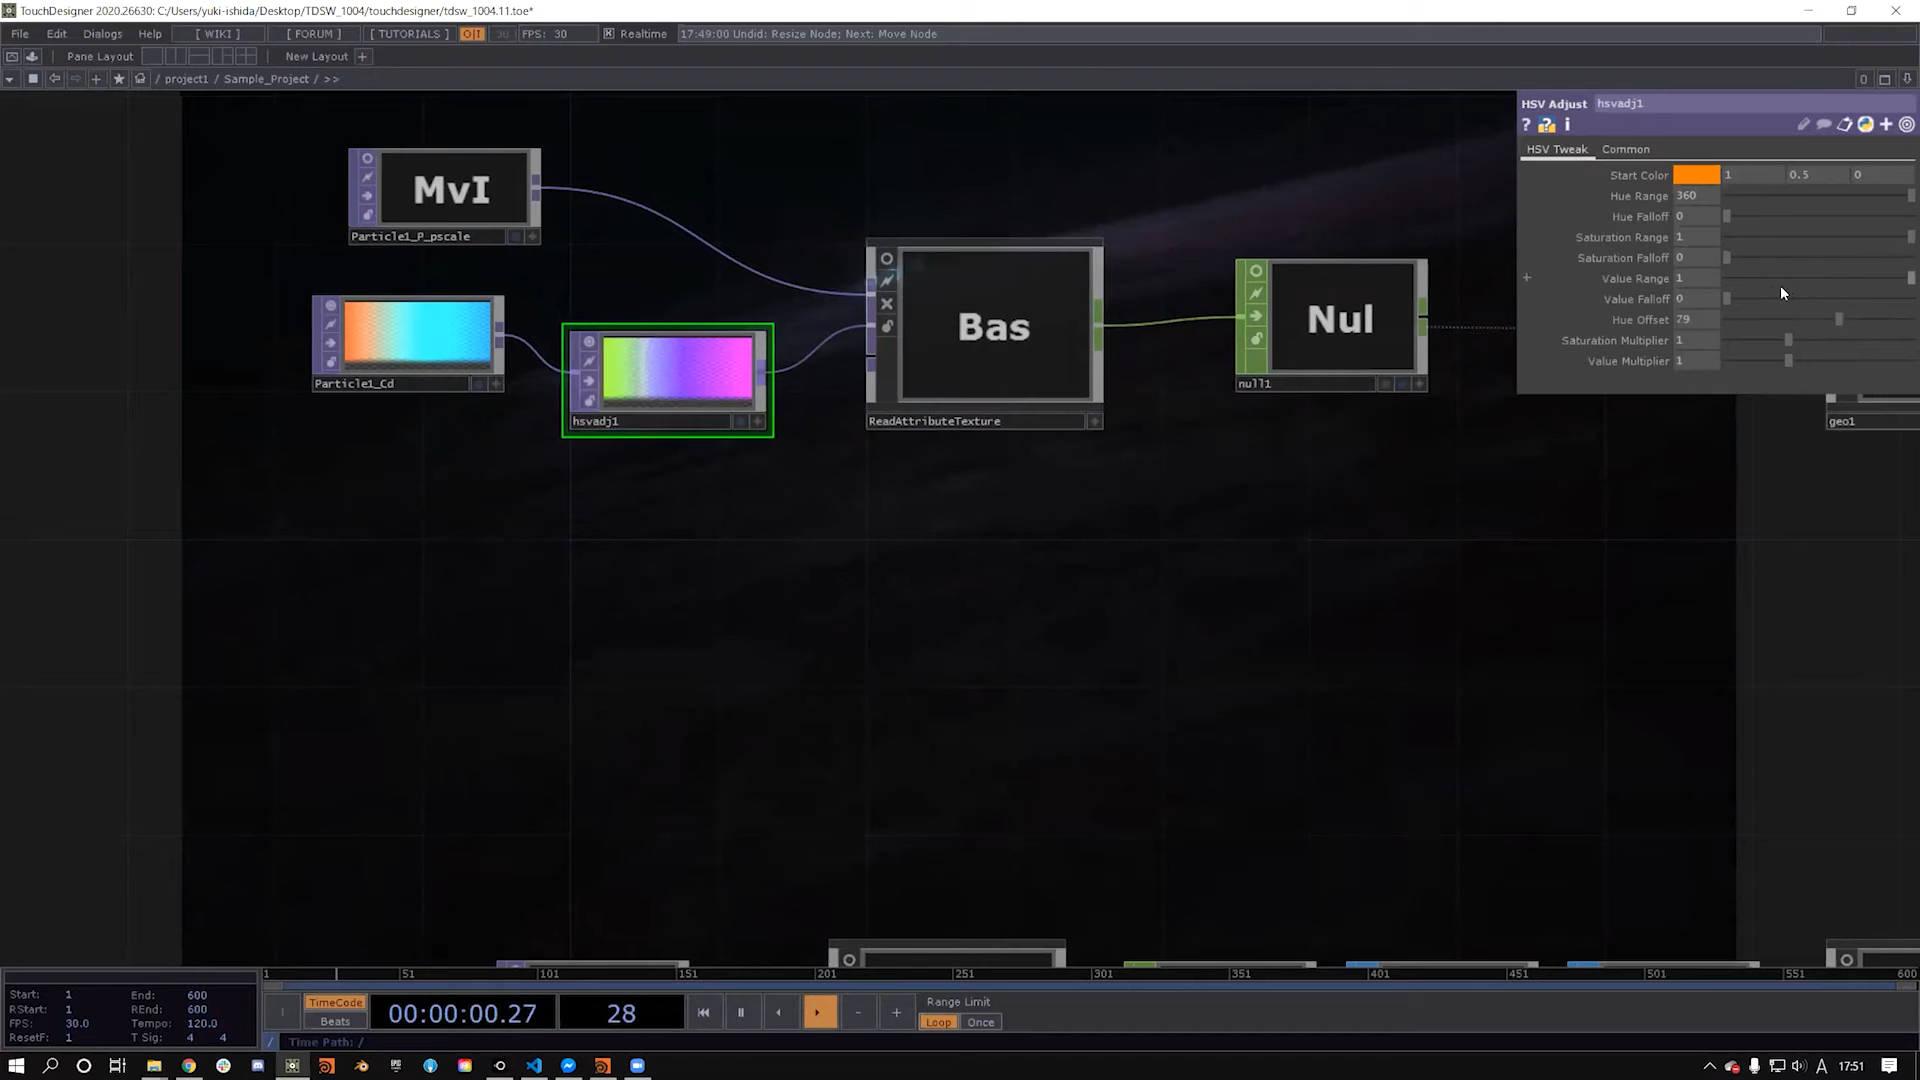 TouchDesigner 2020.26630: C:/Users/yuki-ishida/Desktop/TDSW_1004/touchdesigner/tdsw_1004.11.toe*
File Edit Dialogs Help [ WIKI ] [ FORUM ] [ TUTORIALS ] O|I 30 FPS: 30 Realtime 17:49:00 Undid: Resize Node; Next: Move Node
Pane Layout New Layout +
/ project1 / Sample_Project / >> 0
HSV Adjust hsvadj1
? ? i
HSV Tweak Common
Start Color 1 0.5 0
Hue Range 360
Hue Falloff 0
Saturation Range 1
Saturation Falloff 0
Value Range 1
Value Falloff 0
Hue Offset 79
Saturation Multiplier 1
Value Multiplier 1
MvI
Particle1_P_pscale
Particle1_Cd
hsvadj1
Bas
ReadAttributeTexture
Nul
null1
geo1
1 51 101 151 201 251 301 351 401 451 501 551 600
Start: 1 End: 600
RStart: 1 REnd: 600
FPS: 30.0 Tempo: 120.0
ResetF: 1 T Sig: 4 4
TimeCode
Beats
00:00:00.27
28
Range Limit
Loop Once
/ Time Path: /
A 17:51